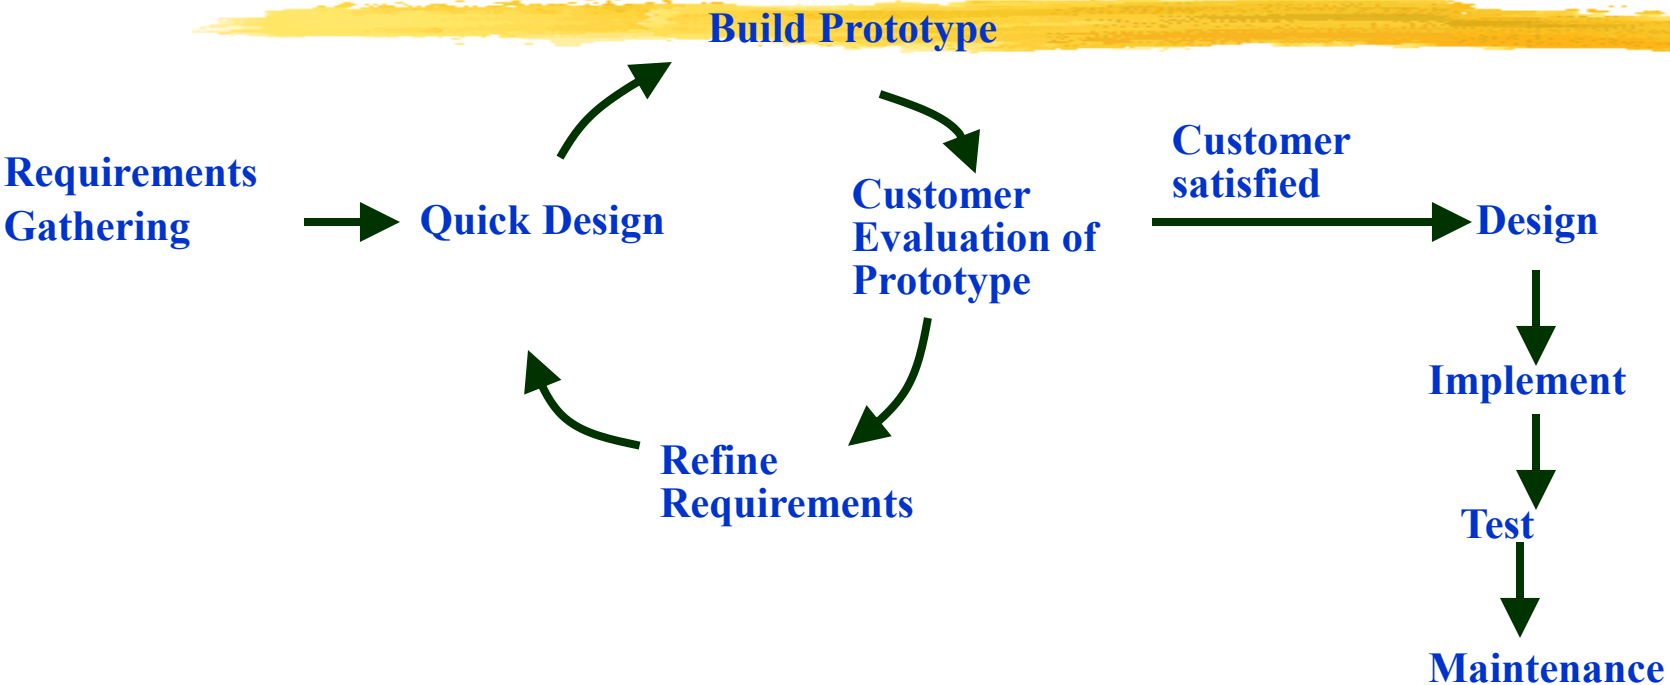 Build Prototype
Requirements
Gathering
Quick Design
Customer
Evaluation of
Prototype
Customer
satisfied
Design
Refine
Requirements
Implement
Test
Maintenance